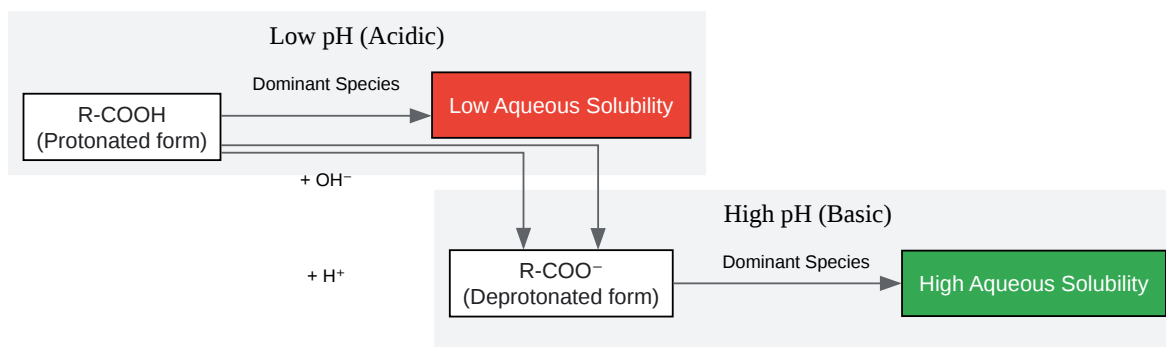 Low pH (Acidic)
Dominant Species
R-COOH
(Protonated form)
Low Aqueous Solubility
+ OH⁻
High pH (Basic)
+ H⁺
R-COO⁻
(Deprotonated form)
Dominant Species
High Aqueous Solubility